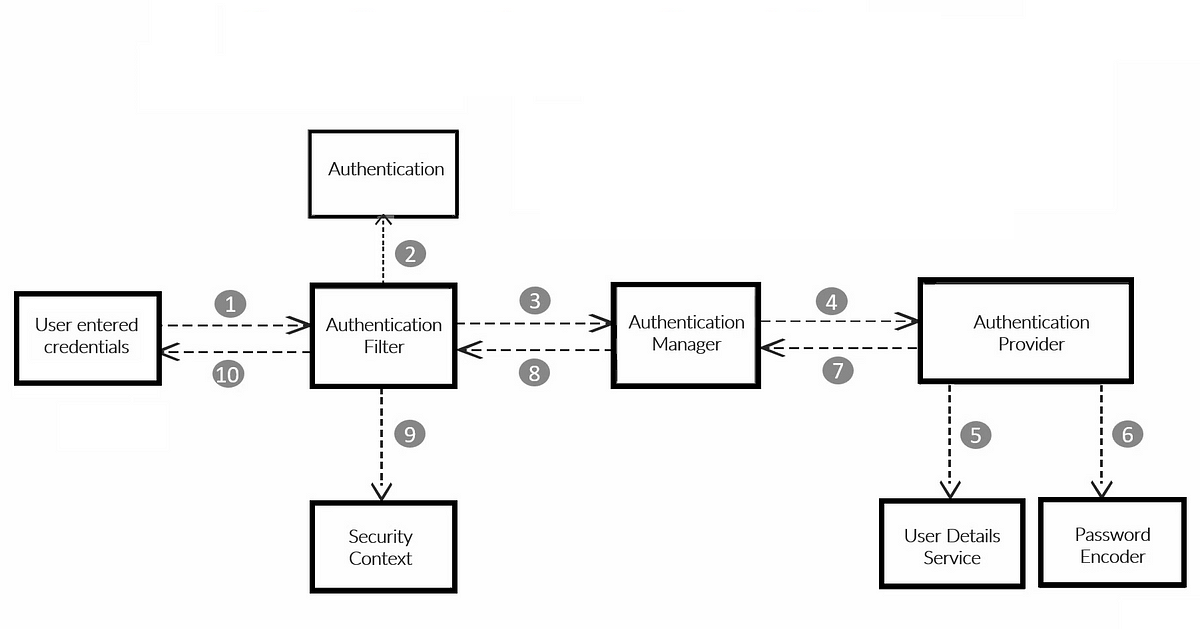 Authentication
2
User entered
credentials
1
10
Authentication
Filter
3
8
Authentication
Manager
4
7
Authentication
Provider
9
5
6
Security
Context
User Details
Service
Password
Encoder